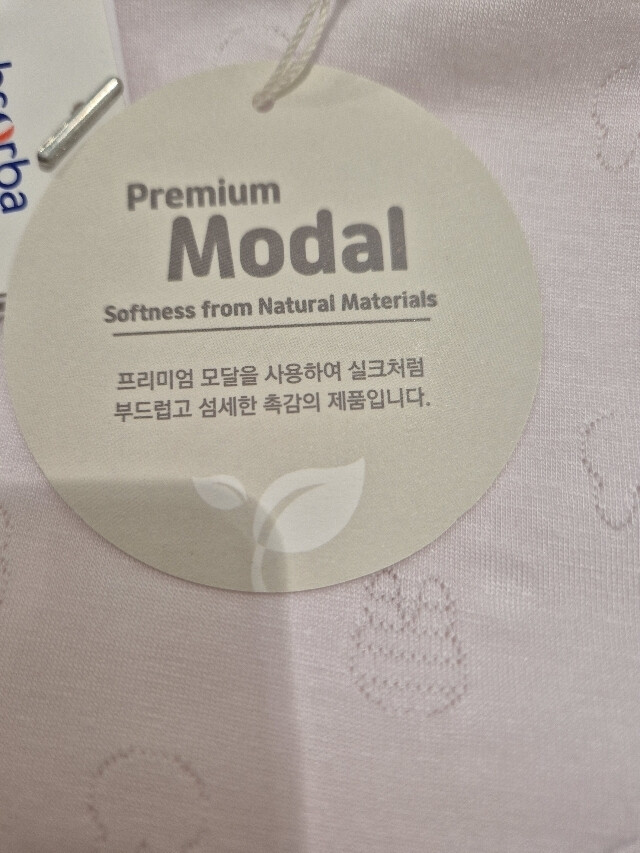 Premium
Modal
Softness from Natural Materials
프리미엄 모달을 사용하여 실크처럼
부드럽고 섬세한 촉감의 제품입니다.